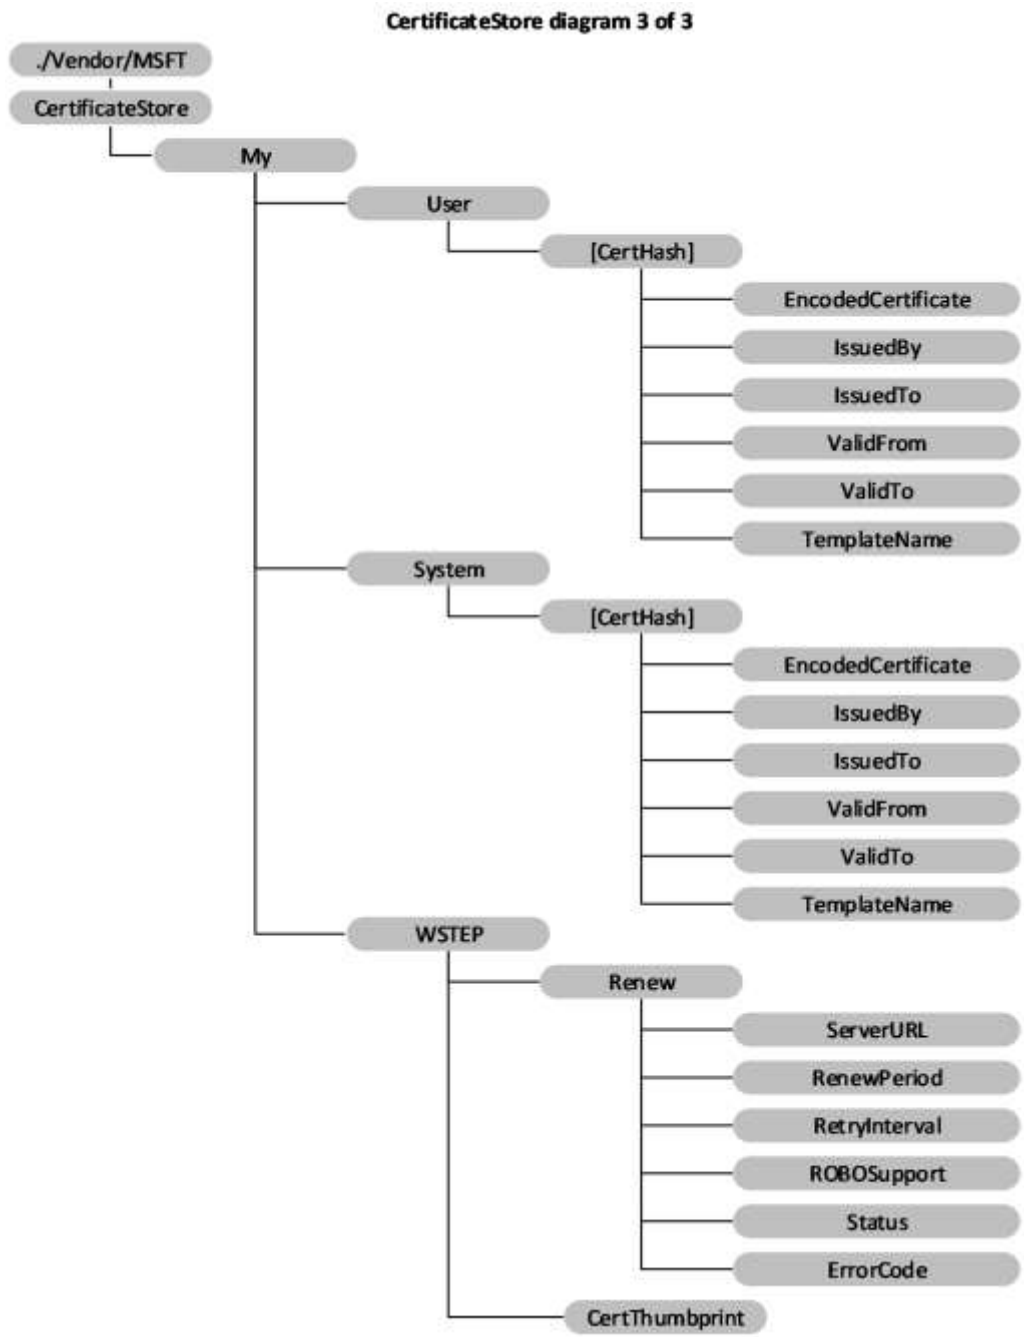 CertificateStore diagram 3 of 3
./Vendor/MSFT
CertificateStore
My
User
[CertHash]
EncodedCertificate
IssuedBy
IssuedTo
ValidFrom
ValidTo
TemplateName
System
[CertHash]
EncodedCertificate
IssuedBy
IssuedTo
ValidFrom
ValidTo
TemplateName
WSTEP
Renew
ServerURL
RenewPeriod
RetryInterval
ROBOSupport
Status
ErrorCode
CertThumbprint